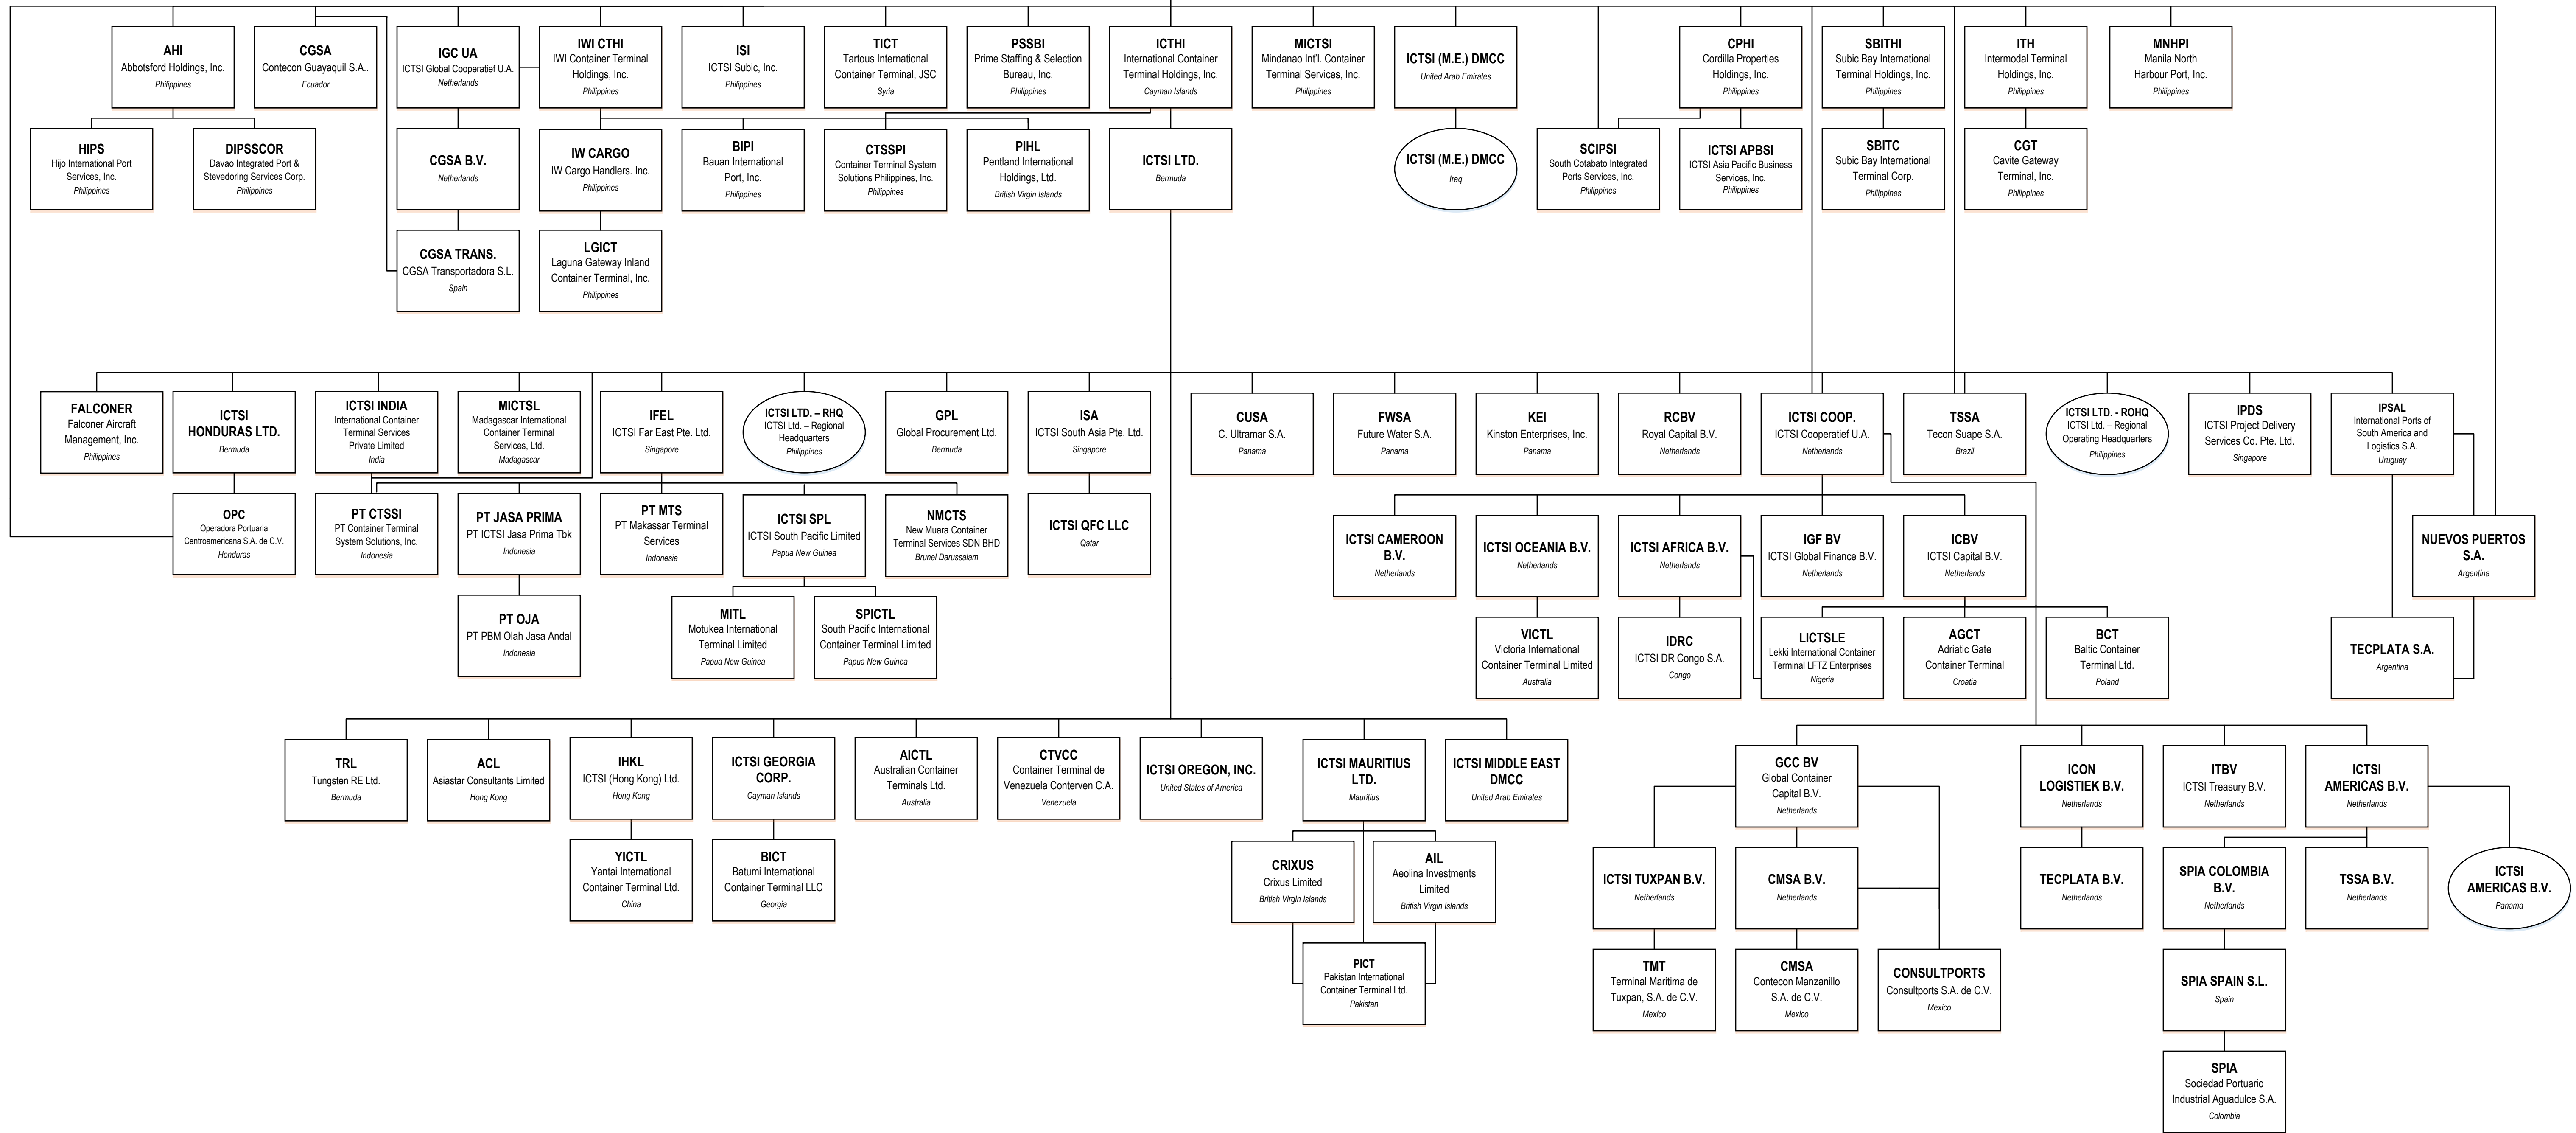 AHI
Abbotsford Holdings, Inc.
Philippines
CGSA
Contecon Guayaquil S.A..
Ecuador
IGC UA
ICTSI Global Cooperatief U.A.
Netherlands
IWI CTHI
IWI Container Terminal
Holdings, Inc.
Philippines
ISI
ICTSI Subic, Inc.
Philippines
TICT
Tartous International
Container Terminal, JSC
Syria
PSSBI
Prime Staffing & Selection
Bureau, Inc.
Philippines
ICTHI
International Container
Terminal Holdings, Inc.
Cayman Islands
MICTSI
Mindanao Int'l. Container
Terminal Services, Inc.
Philippines
ICTSI (M.E.) DMCC
United Arab Emirates
CPHI
Cordilla Properties
Holdings, Inc.
Philippines
SBITHI
Subic Bay International
Terminal Holdings, Inc.
Philippines
ITH
Intermodal Terminal
Holdings, Inc.
Philippines
MNHPI
Manila North
Harbour Port, Inc.
Philippines
HIPS
Hijo International Port
Services, Inc.
Philippines
DIPSSCOR
Davao Integrated Port &
Stevedoring Services Corp.
Philippines
CGSA B.V.
Netherlands
IW CARGO
IW Cargo Handlers. Inc.
Philippines
BIPI
Bauan International
Port, Inc.
Philippines
CTSSPI
Container Terminal System
Solutions Philippines, Inc.
Philippines
PIHL
Pentland International
Holdings, Ltd.
British Virgin Islands
ICTSI LTD.
Bermuda
ICTSI (M.E.) DMCC
Iraq
SCIPSI
South Cotabato Integrated
Ports Services, Inc.
Philippines
ICTSI APBSI
ICTSI Asia Pacific Business
Services, Inc.
Philippines
SBITC
Subic Bay International
Terminal Corp.
Philippines
CGT
Cavite Gateway
Terminal, Inc.
Philippines
CGSA TRANS.
CGSA Transportadora S.L.
Spain
LGICT
Laguna Gateway Inland
Container Terminal, Inc.
Philippines
FALCONER
Falconer Aircraft
Management, Inc.
Philippines
ICTSI
HONDURAS LTD.
Bermuda
ICTSI INDIA
International Container
Terminal Services
Private Limited
India
MICTSL
Madagascar International
Container Terminal
Services, Ltd.
Madagascar
IFEL
ICTSI Far East Pte. Ltd.
Singapore
ICTSI LTD. – RHQ
ICTSI Ltd. – Regional
Headquarters
Philippines
GPL
Global Procurement Ltd.
Bermuda
ISA
ICTSI South Asia Pte. Ltd.
Singapore
CUSA
C. Ultramar S.A.
Panama
FWSA
Future Water S.A.
Panama
KEI
Kinston Enterprises, Inc.
Panama
RCBV
Royal Capital B.V.
Netherlands
ICTSI COOP.
ICTSI Cooperatief U.A.
Netherlands
TSSA
Tecon Suape S.A.
Brazil
ICTSI LTD. - ROHQ
ICTSI Ltd. – Regional
Operating Headquarters
Philippines
IPDS
ICTSI Project Delivery
Services Co. Pte. Ltd.
Singapore
IPSAL
International Ports of
South America and
Logistics S.A.
Uruguay
OPC
Operadora Portuaria
Centroamericana S.A. de C.V.
Honduras
PT CTSSI
PT Container Terminal
System Solutions, Inc.
Indonesia
PT JASA PRIMA
PT ICTSI Jasa Prima Tbk
Indonesia
PT MTS
PT Makassar Terminal
Services
Indonesia
ICTSI SPL
ICTSI South Pacific Limited
Papua New Guinea
NMCTS
New Muara Container
Terminal Services SDN BHD
Brunei Darussalam
ICTSI QFC LLC
Qatar
ICTSI CAMEROON
B.V.
Netherlands
ICTSI OCEANIA B.V.
Netherlands
ICTSI AFRICA B.V.
Netherlands
IGF BV
ICTSI Global Finance B.V.
Netherlands
ICBV
ICTSI Capital B.V.
Netherlands
NUEVOS PUERTOS
S.A.
Argentina
PT OJA
PT PBM Olah Jasa Andal
Indonesia
MITL
Motukea International
Terminal Limited
Papua New Guinea
SPICTL
South Pacific International
Container Terminal Limited
Papua New Guinea
VICTL
Victoria International
Container Terminal Limited
Australia
IDRC
ICTSI DR Congo S.A.
Congo
LICTSLE
Lekki International Container
Terminal LFTZ Enterprises
Nigeria
AGCT
Adriatic Gate
Container Terminal
Croatia
BCT
Baltic Container
Terminal Ltd.
Poland
TECPLATA S.A.
Argentina
TRL
Tungsten RE Ltd.
Bermuda
ACL
Asiastar Consultants Limited
Hong Kong
IHKL
ICTSI (Hong Kong) Ltd.
Hong Kong
ICTSI GEORGIA
CORP.
Cayman Islands
AICTL
Australian Container
Terminals Ltd.
Australia
CTVCC
Container Terminal de
Venezuela Conterven C.A.
Venezuela
ICTSI OREGON, INC.
United States of America
ICTSI MAURITIUS
LTD.
Mauritius
ICTSI MIDDLE EAST
DMCC
United Arab Emirates
GCC BV
Global Container
Capital B.V.
Netherlands
ICON
LOGISTIEK B.V.
Netherlands
ITBV
ICTSI Treasury B.V.
Netherlands
ICTSI
AMERICAS B.V.
Netherlands
YICTL
Yantai International
Container Terminal Ltd.
China
BICT
Batumi International
Container Terminal LLC
Georgia
CRIXUS
Crixus Limited
British Virgin Islands
AIL
Aeolina Investments
Limited
British Virgin Islands
ICTSI TUXPAN B.V.
Netherlands
CMSA B.V.
Netherlands
TECPLATA B.V.
Netherlands
SPIA COLOMBIA
B.V.
Netherlands
TSSA B.V.
Netherlands
ICTSI
AMERICAS B.V.
Panama
PICT
Pakistan International
Container Terminal Ltd.
Pakistan
TMT
Terminal Maritima de
Tuxpan, S.A. de C.V.
Mexico
CMSA
Contecon Manzanillo
S.A. de C.V.
Mexico
CONSULTPORTS
Consultports S.A. de C.V.
Mexico
SPIA SPAIN S.L.
Spain
SPIA
Sociedad Portuario
Industrial Aguadulce S.A.
Colombia